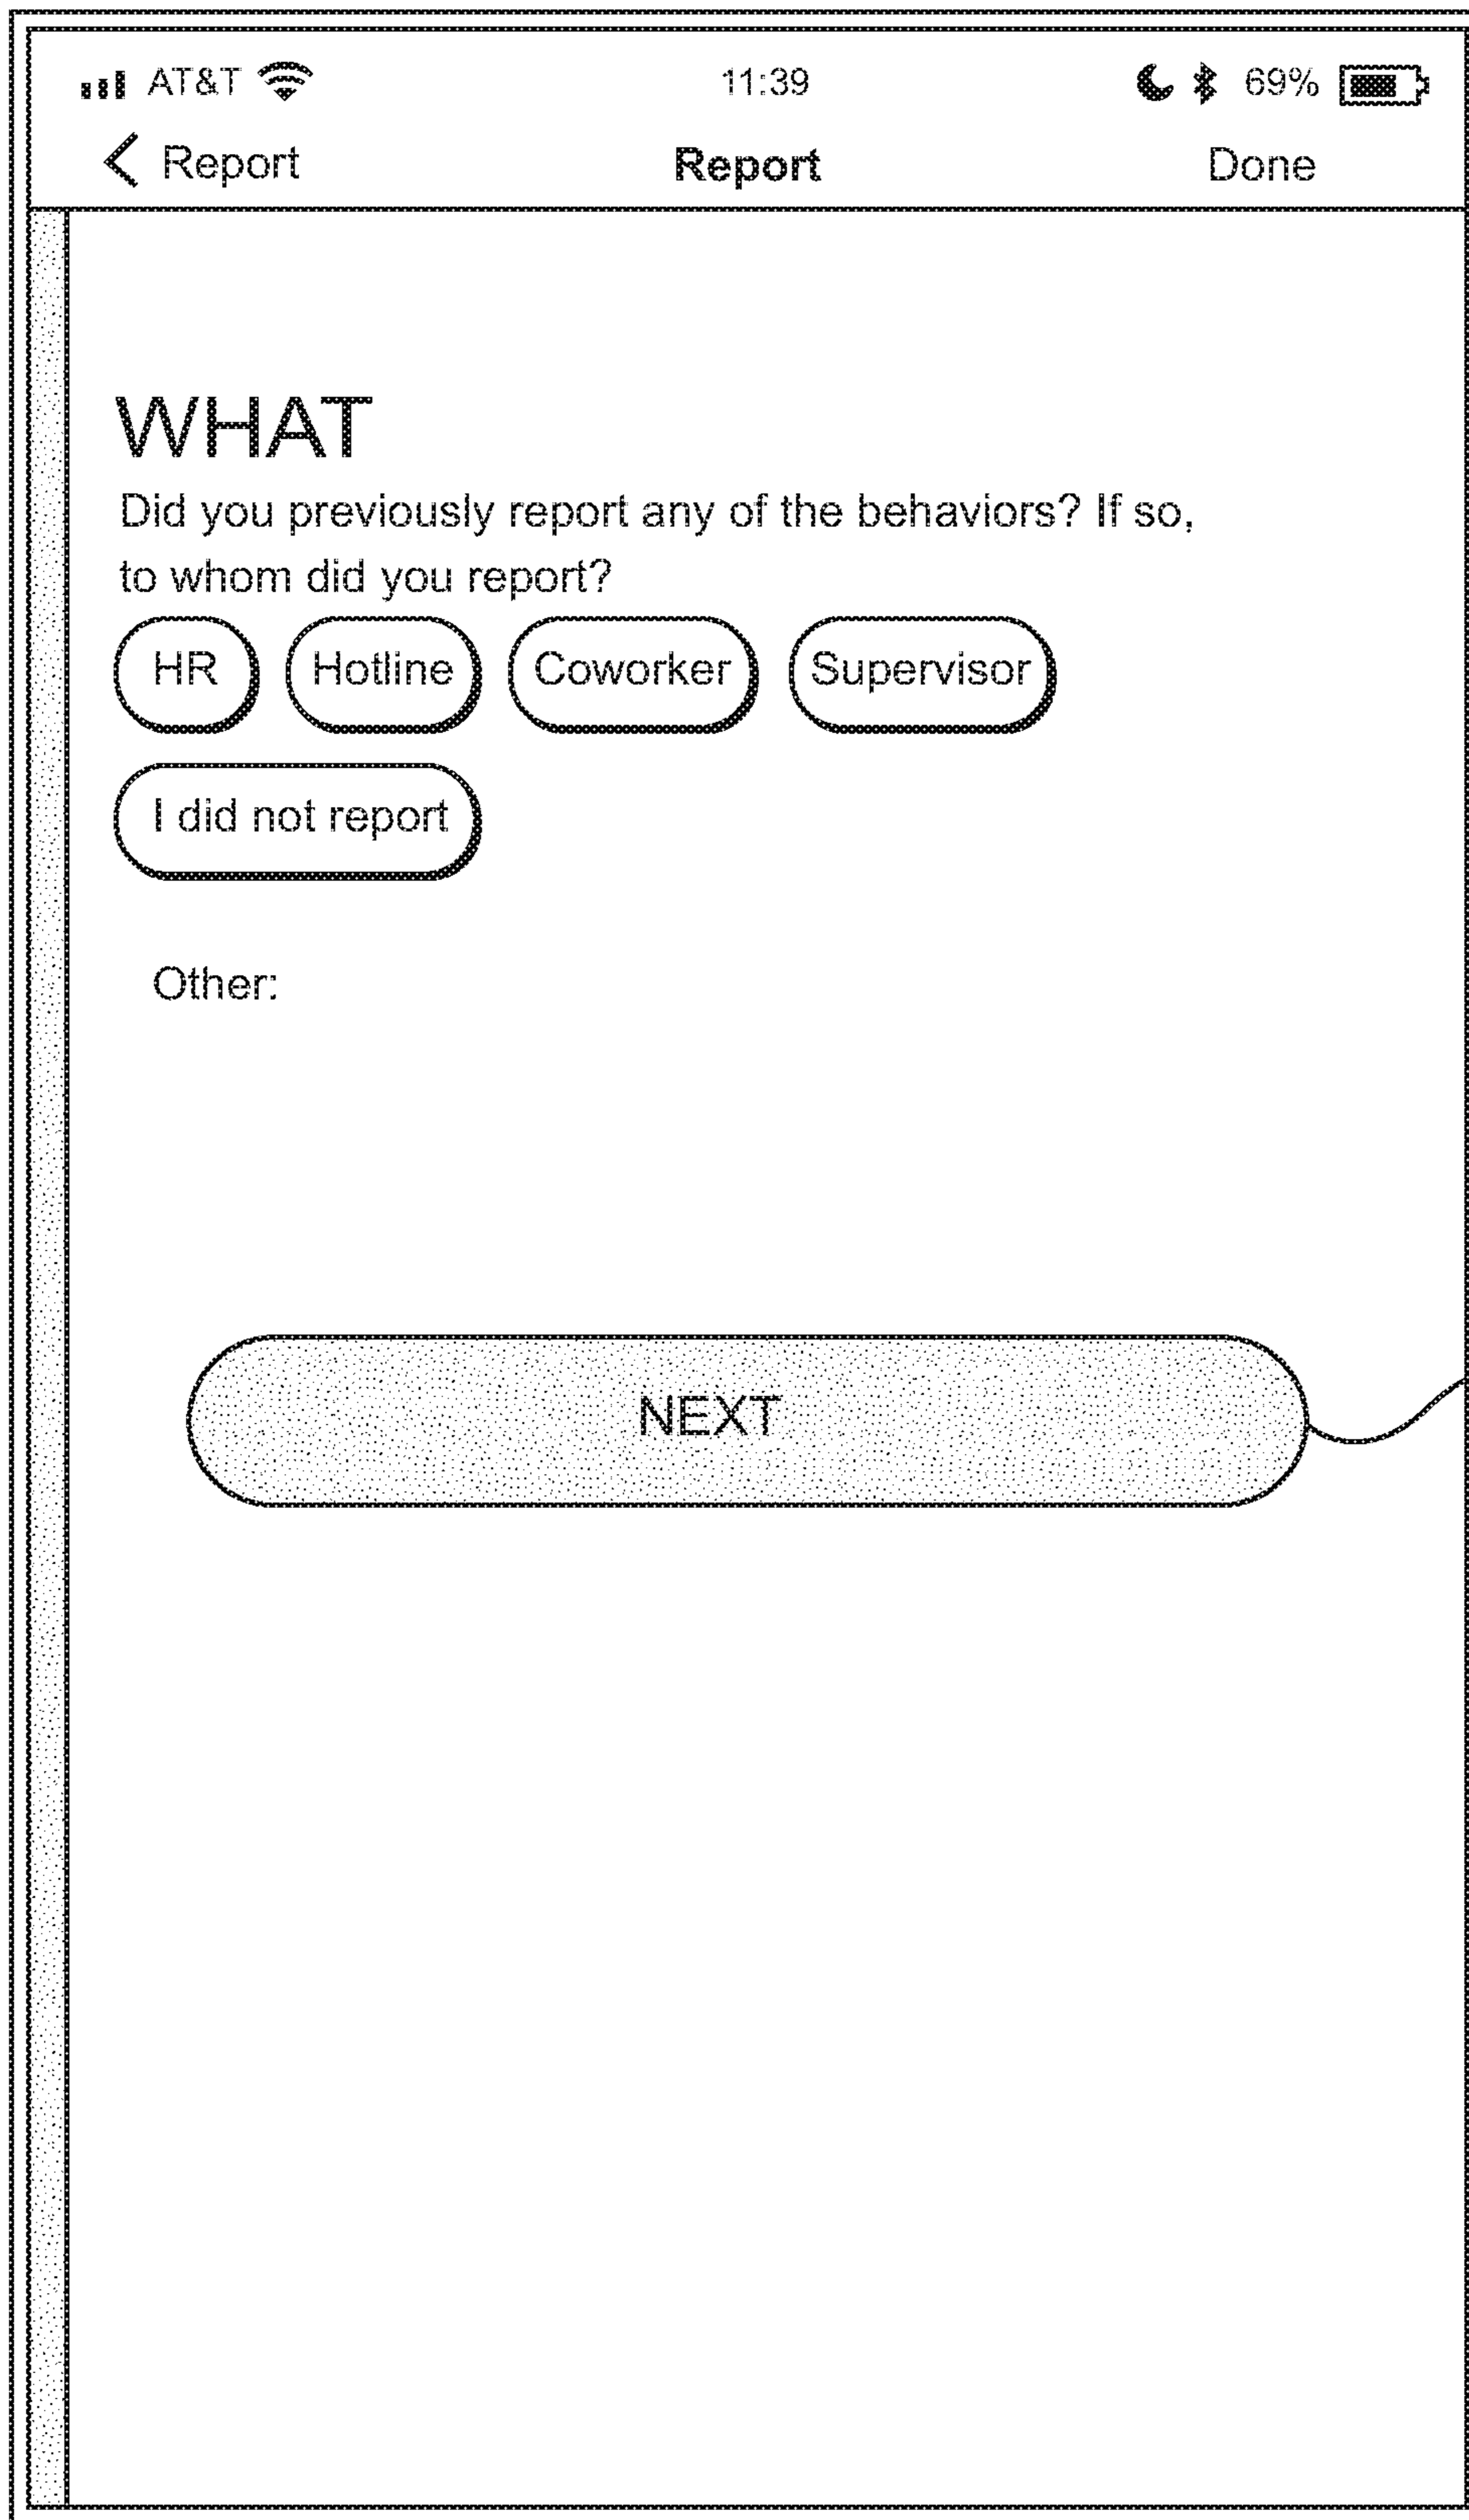 AT&T 11:39 69%
Report Report Done
WHAT
Did you previously report any of the behaviors? If so,
to whom did you report?
HR Hotline Coworker Supervisor
I did not report
Other:
NEXT